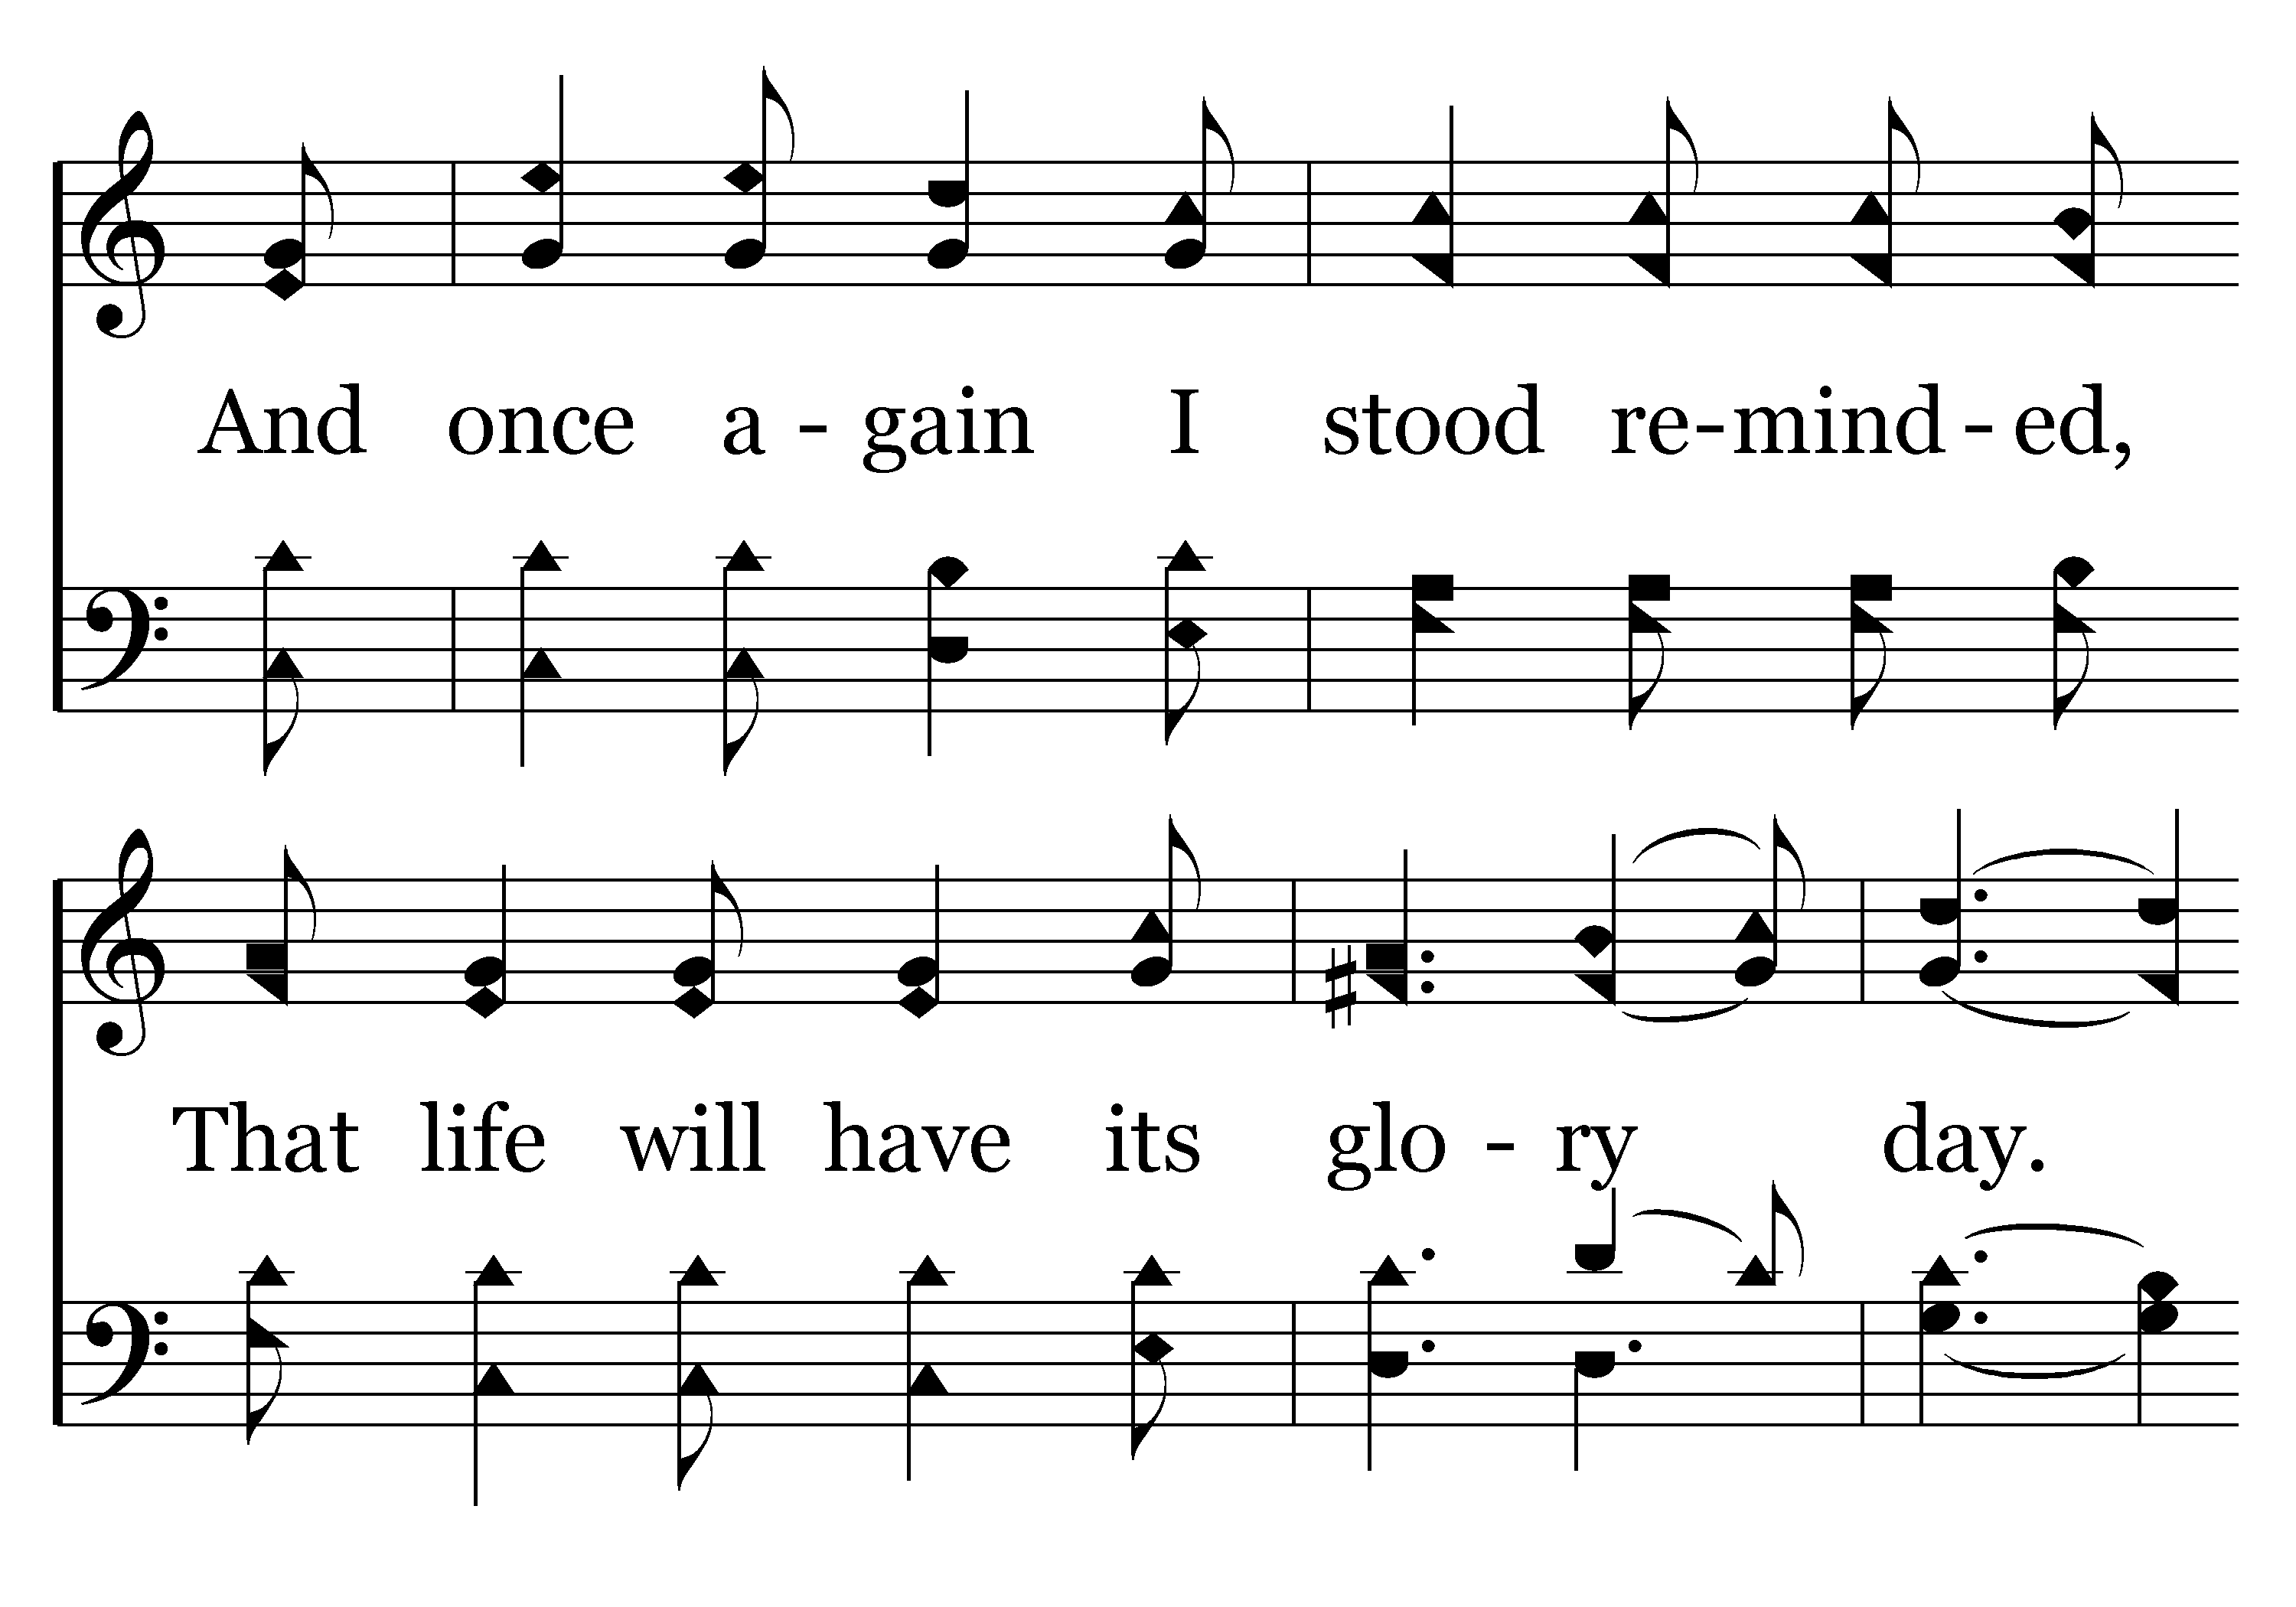 And once a - gain I stood re-mind - ed,
That life will have its glo - ry day.